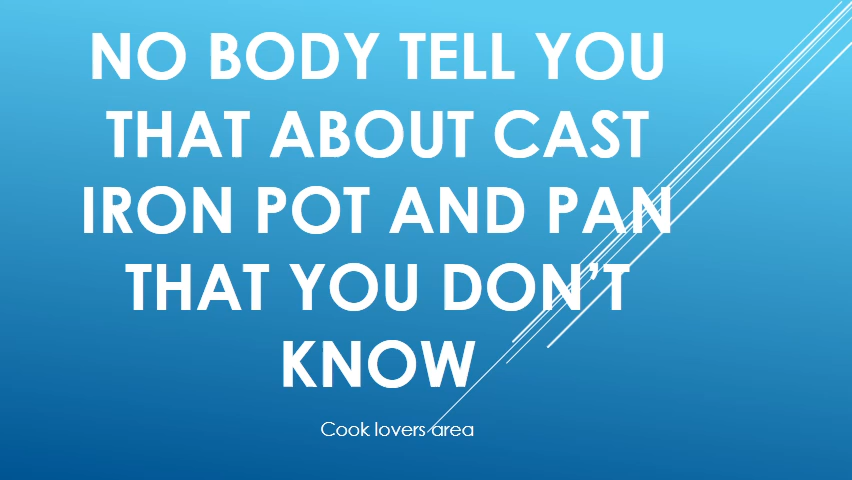 NO BODY TELL YOU
THAT ABOUT CAST
IRON POT AND PAN
THAT YOU DON’T
KNOW
Cook lovers area